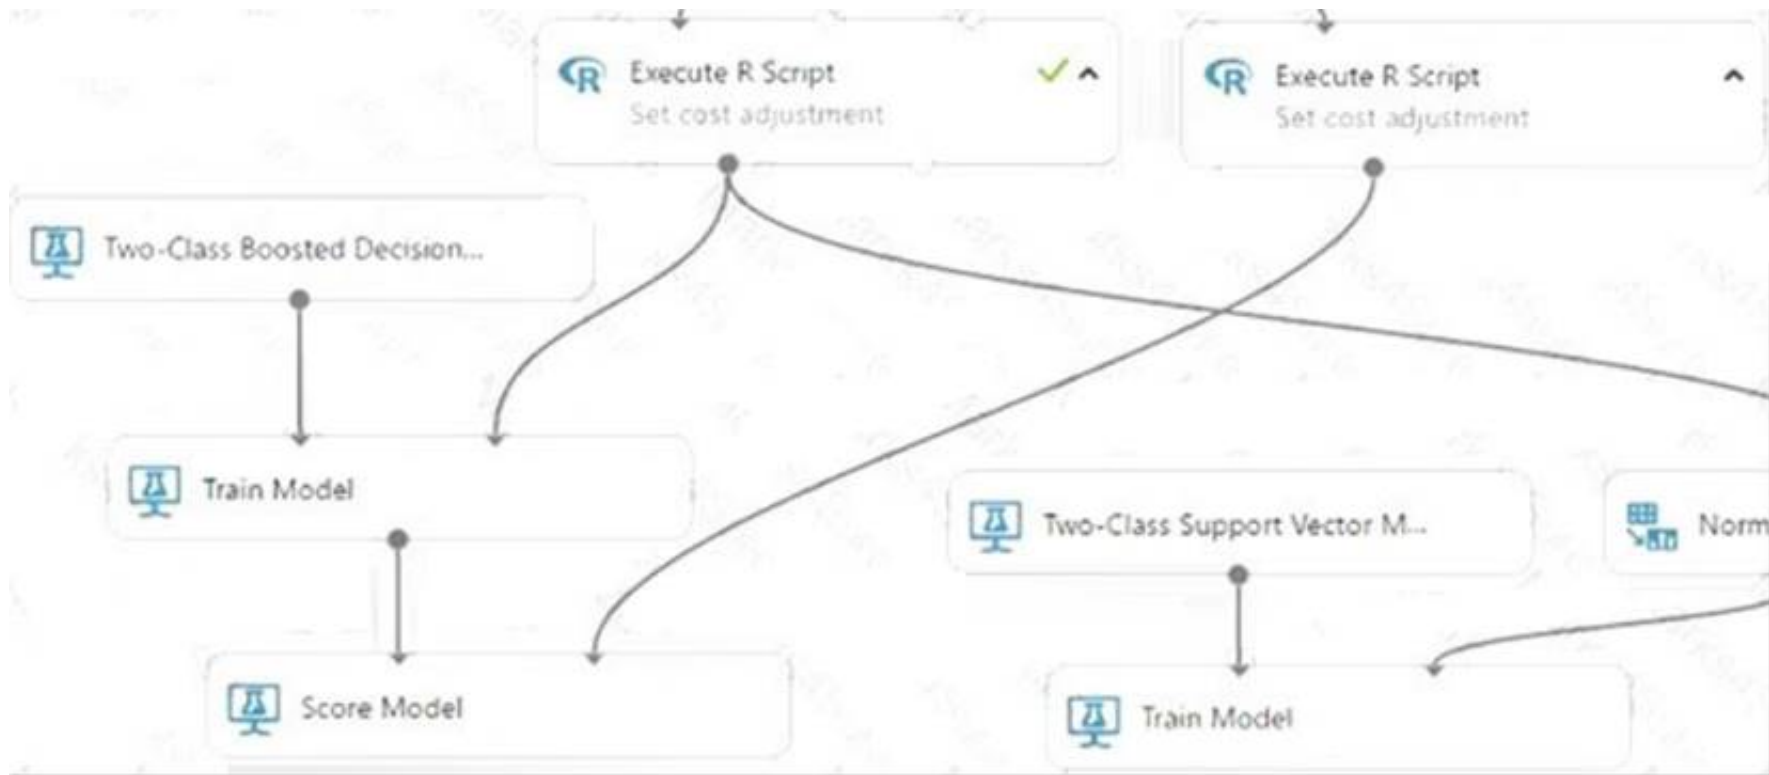 Execute R Script
Set cost adjustment
Execute R Script
Set cost adjustment
Two-Class Boosted Decision...
Train Model
Two-Class Support Vector M...
Norm
Score Model
Train Model